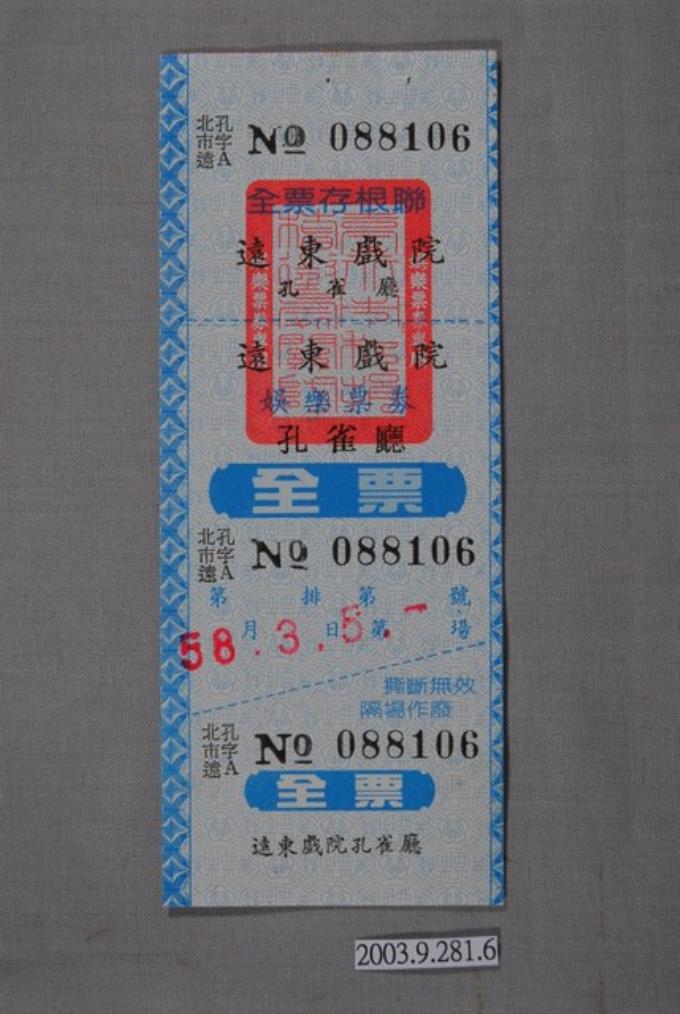 北市遠
孔字A
No 088106
全票存根聯
遠東戲院
孔雀廳
遠東戲院
娛樂票券
孔雀廳
全票
北市遠
孔字A
No 088106
第 排 第 號
月 日 第 場
58.3.5.-
撕斷無效
隔場作廢
北市遠
孔字A
No 088106
全票
遠東戲院孔雀廳
2003.9.281.6